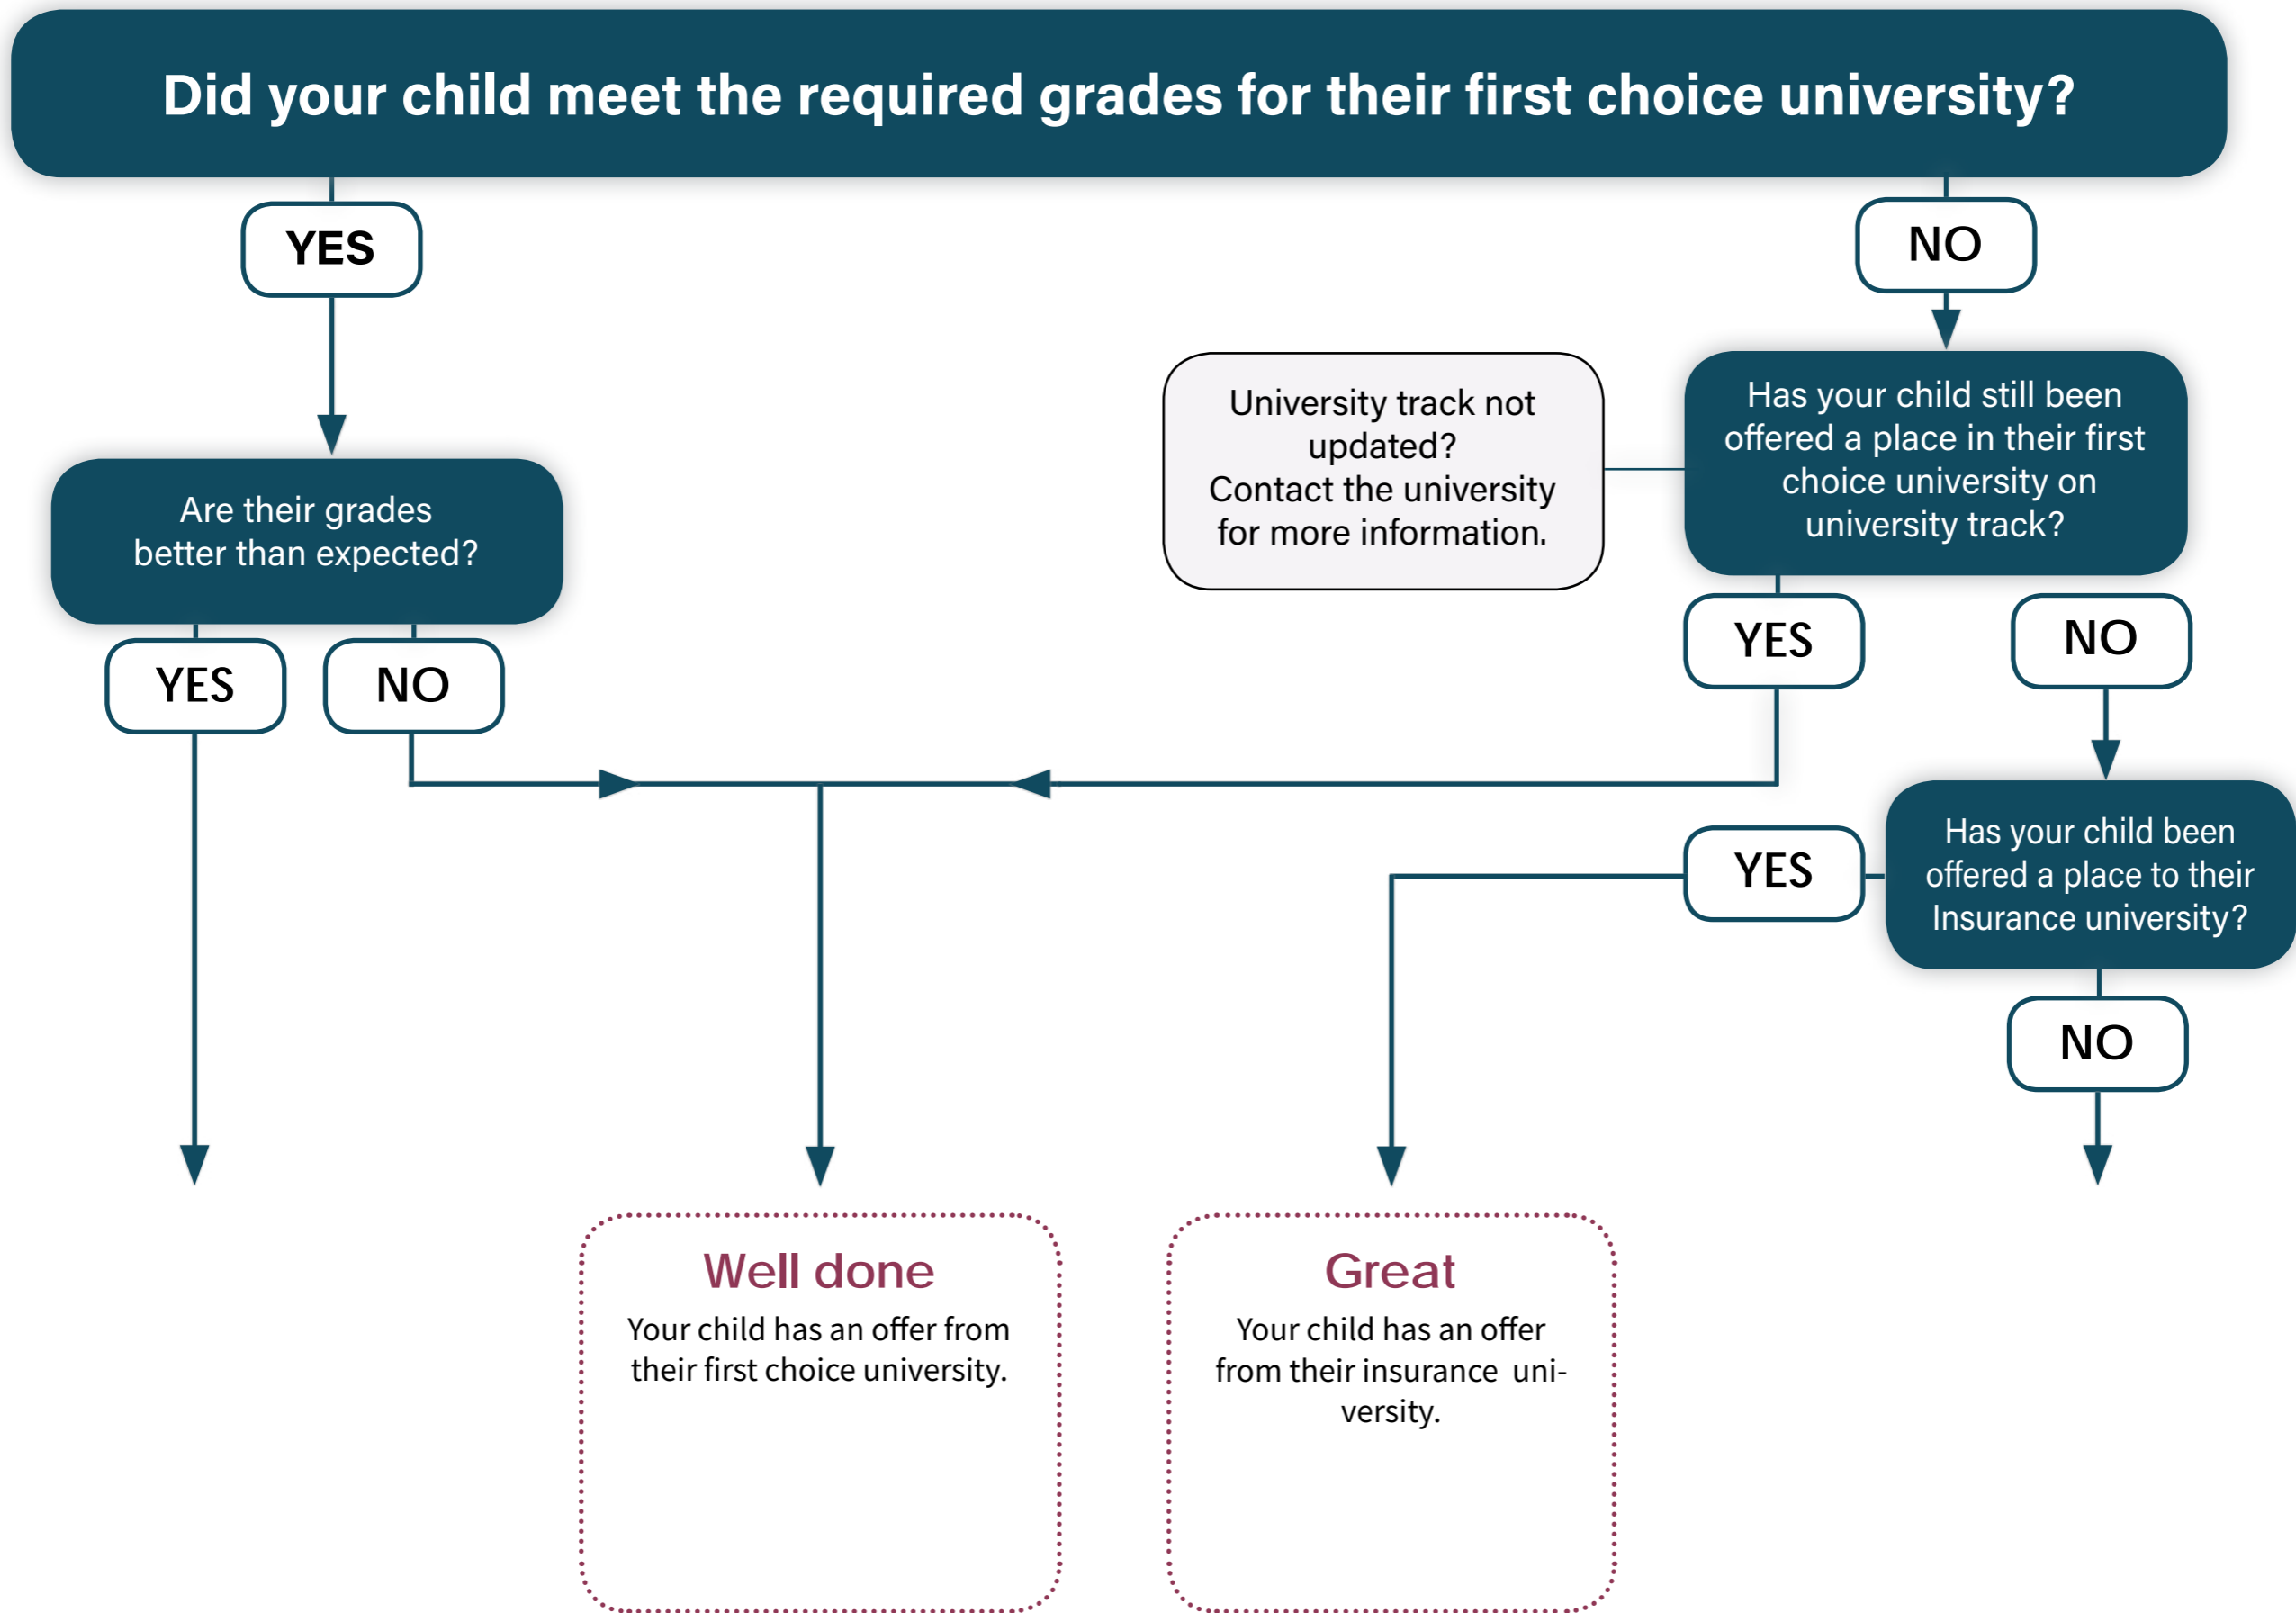 Did your child meet the required grades for their first choice university?
YES
NO
University track not
updated?
Contact the university
for more information.
Has your child still been
offered a place in their first
choice university on
university track?
Are their grades
better than expected?
YES
NO
YES
NO
Has your child been
offered a place to their
Insurance university?
YES
NO
Well done
Your child has an offer from
their first choice university.
Great
Your child has an offer
from their insurance uni-
versity.